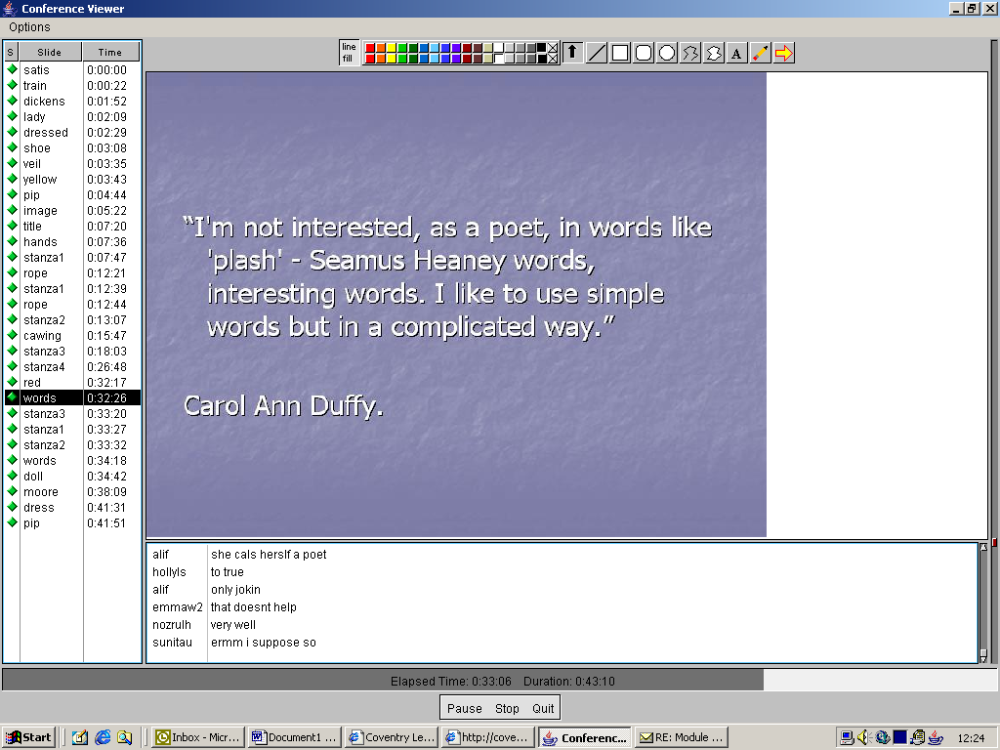 Conference Viewer
Options
S Slide Time
satis 0:00:00
train 0:00:22
dickens 0:01:52
lady 0:02:09
dressed 0:02:29
shoe 0:03:08
veil 0:03:35
yellow 0:03:43
pip 0:04:44
image 0:05:22
title 0:07:20
hands 0:07:36
stanza1 0:07:47
rope 0:12:21
stanza1 0:12:39
rope 0:12:44
stanza2 0:13:07
cawing 0:15:47
stanza3 0:18:03
stanza4 0:26:48
red 0:32:17
words 0:32:26
stanza3 0:33:20
stanza1 0:33:27
stanza2 0:33:32
words 0:34:18
doll 0:34:42
moore 0:38:09
dress 0:41:31
pip 0:41:51
line
fill
A
“I'm not interested, as a poet, in words like
'plash' - Seamus Heaney words,
interesting words. I like to use simple
words but in a complicated way.”
Carol Ann Duffy.
alif she cals herslf a poet
hollyls to true
alif only jokin
emmaw2 that doesnt help
nozrulh very well
sunitau ermm i suppose so
Elapsed Time: 0:33:06 Duration: 0:43:10
Pause Stop Quit
Start Inbox - Micr... Document1 ... Coventry Le... http://cove... Conferenc... RE: Module ... 12:24